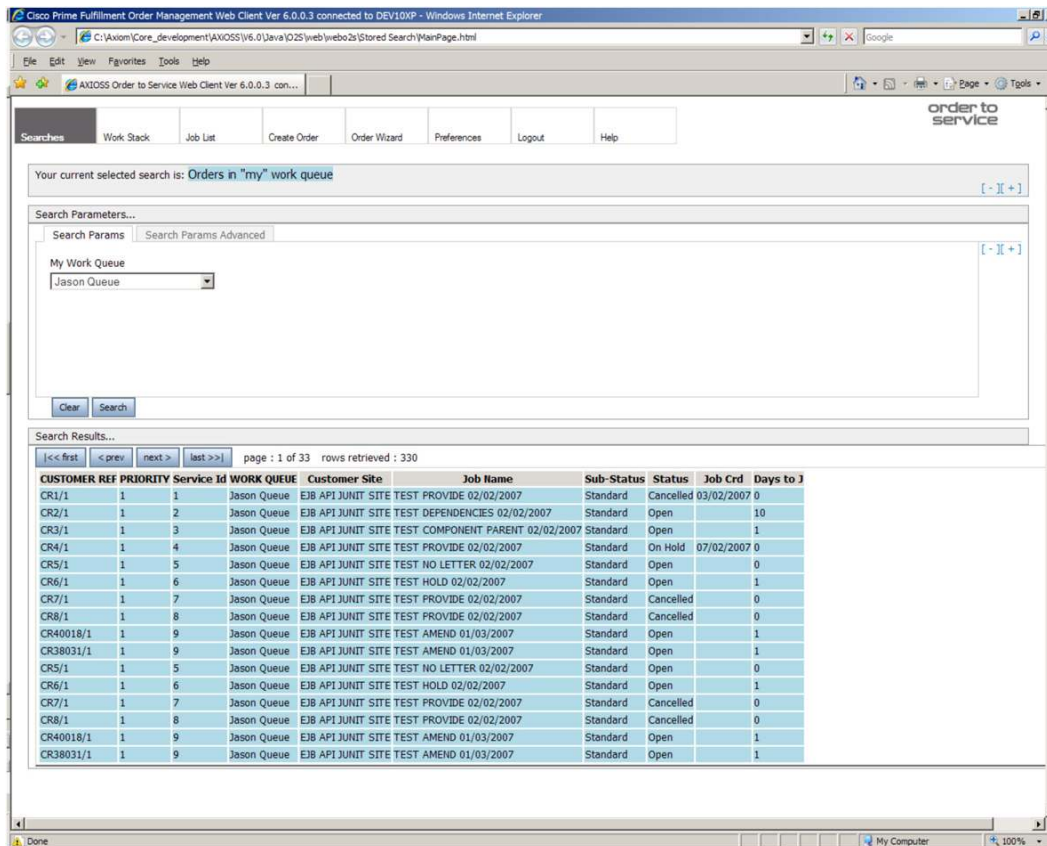 Cisco Prime Fulfillment Order Management Web Client Ver 6.0.0.3 connected to DEV10XP - Windows Internet Explorer
C:\Axiom\Core_development\AXIOSS\V6.0\Java\O2S\web\webo2s\Stored Search\MainPage.html
Google
File Edit View Favorites Tools Help
AXIOSS Order to Service Web Client Ver 6.0.0.3 con...
Page Tools
order to
service
Searches Work Stack Job List Create Order Order Wizard Preferences Logout Help
Your current selected search is: Orders in "my" work queue
[ - ][ + ]
Search Parameters...
Search Params Search Params Advanced
[ - ][ + ]
My Work Queue
Jason Queue
Clear Search
Search Results...
|<< first < prev next > last >>| page : 1 of 33 rows retrieved : 330
CUSTOMER REF PRIORITY Service Id WORK QUEUE Customer Site Job Name Sub-Status Status Job Crd Days to J
CR1/1 1 1 Jason Queue EJB API JUNIT SITE TEST PROVIDE 02/02/2007 Standard Cancelled 03/02/2007 0
CR2/1 1 2 Jason Queue EJB API JUNIT SITE TEST DEPENDENCIES 02/02/2007 Standard Open 10
CR3/1 1 3 Jason Queue EJB API JUNIT SITE TEST COMPONENT PARENT 02/02/2007 Standard Open 1
CR4/1 1 4 Jason Queue EJB API JUNIT SITE TEST PROVIDE 02/02/2007 Standard On Hold 07/02/2007 0
CR5/1 1 5 Jason Queue EJB API JUNIT SITE TEST NO LETTER 02/02/2007 Standard Open 0
CR6/1 1 6 Jason Queue EJB API JUNIT SITE TEST HOLD 02/02/2007 Standard Open 1
CR7/1 1 7 Jason Queue EJB API JUNIT SITE TEST PROVIDE 02/02/2007 Standard Cancelled 0
CR8/1 1 8 Jason Queue EJB API JUNIT SITE TEST PROVIDE 02/02/2007 Standard Cancelled 0
CR40018/1 1 9 Jason Queue EJB API JUNIT SITE TEST AMEND 01/03/2007 Standard Open 1
CR38031/1 1 9 Jason Queue EJB API JUNIT SITE TEST AMEND 01/03/2007 Standard Open 1
CR5/1 1 5 Jason Queue EJB API JUNIT SITE TEST NO LETTER 02/02/2007 Standard Open 0
CR6/1 1 6 Jason Queue EJB API JUNIT SITE TEST HOLD 02/02/2007 Standard Open 1
CR7/1 1 7 Jason Queue EJB API JUNIT SITE TEST PROVIDE 02/02/2007 Standard Cancelled 0
CR8/1 1 8 Jason Queue EJB API JUNIT SITE TEST PROVIDE 02/02/2007 Standard Cancelled 0
CR40018/1 1 9 Jason Queue EJB API JUNIT SITE TEST AMEND 01/03/2007 Standard Open 1
CR38031/1 1 9 Jason Queue EJB API JUNIT SITE TEST AMEND 01/03/2007 Standard Open 1
Done My Computer 100%